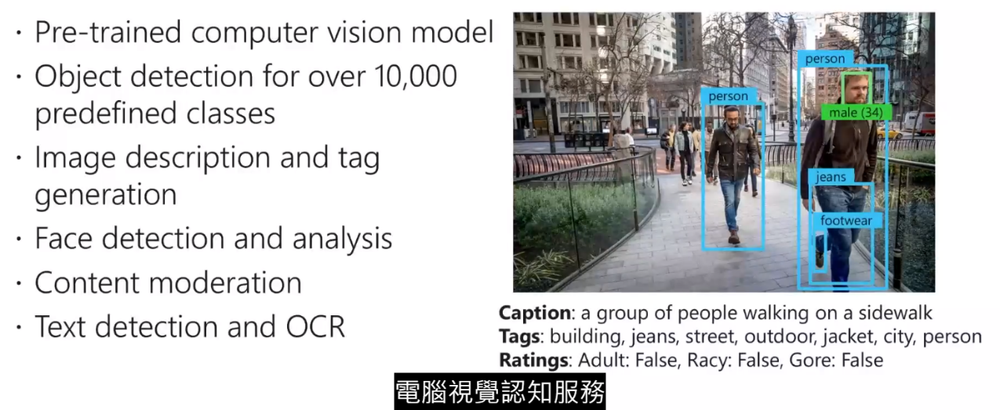 · Pre-trained computer vision model
· Object detection for over 10,000
predefined classes
· Image description and tag
generation
· Face detection and analysis
· Content moderation
· Text detection and OCR
person
person
male (34)
jeans
footwear
Caption: a group of people walking on a sidewalk
Tags: building, jeans, street, outdoor, jacket, city, person
Ratings: Adult: False, Racy: False, Gore: False
電腦視覺認知服務